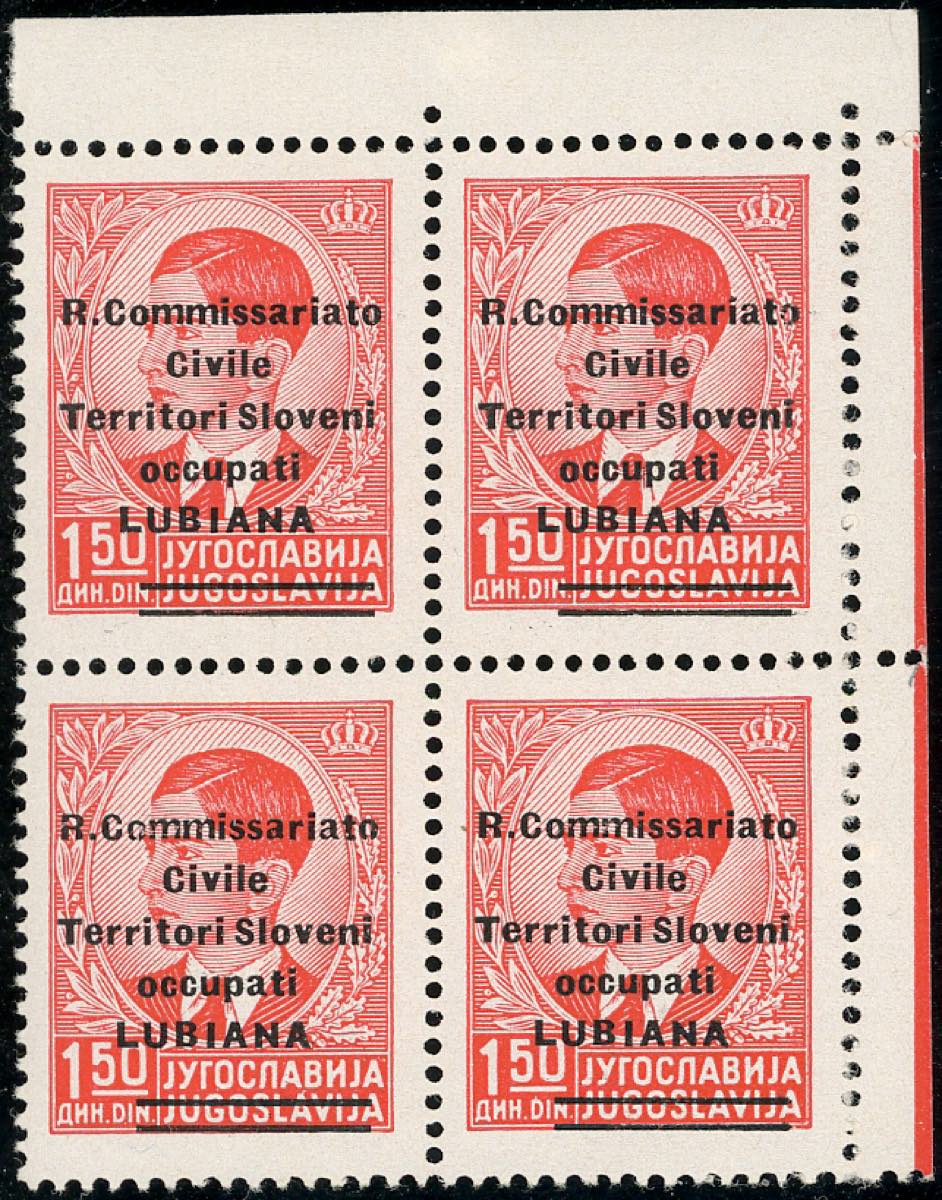 R.Commissariato
Civile
Territori Sloveni
occupati
LUBIANA
1 50 ЈУГОСЛАВИЈА
ДИН. DIN. JUGOSLAVIJA
R.Commissariato
Civile
Territori Sloveni
occupati
LUBIANA
1 50 ЈУГОСЛАВИЈА
ДИН. DIN. JUGOSLAVIJA
R.Commissariato
Civile
Territori Sloveni
occupati
LUBIANA
1 50 ЈУГОСЛАВИЈА
ДИН. DIN. JUGOSLAVIJA
R.Commissariato
Civile
Territori Sloveni
occupati
LUBIANA
1 50 ЈУГОСЛАВИЈА
ДИН. DIN. JUGOSLAVIJA